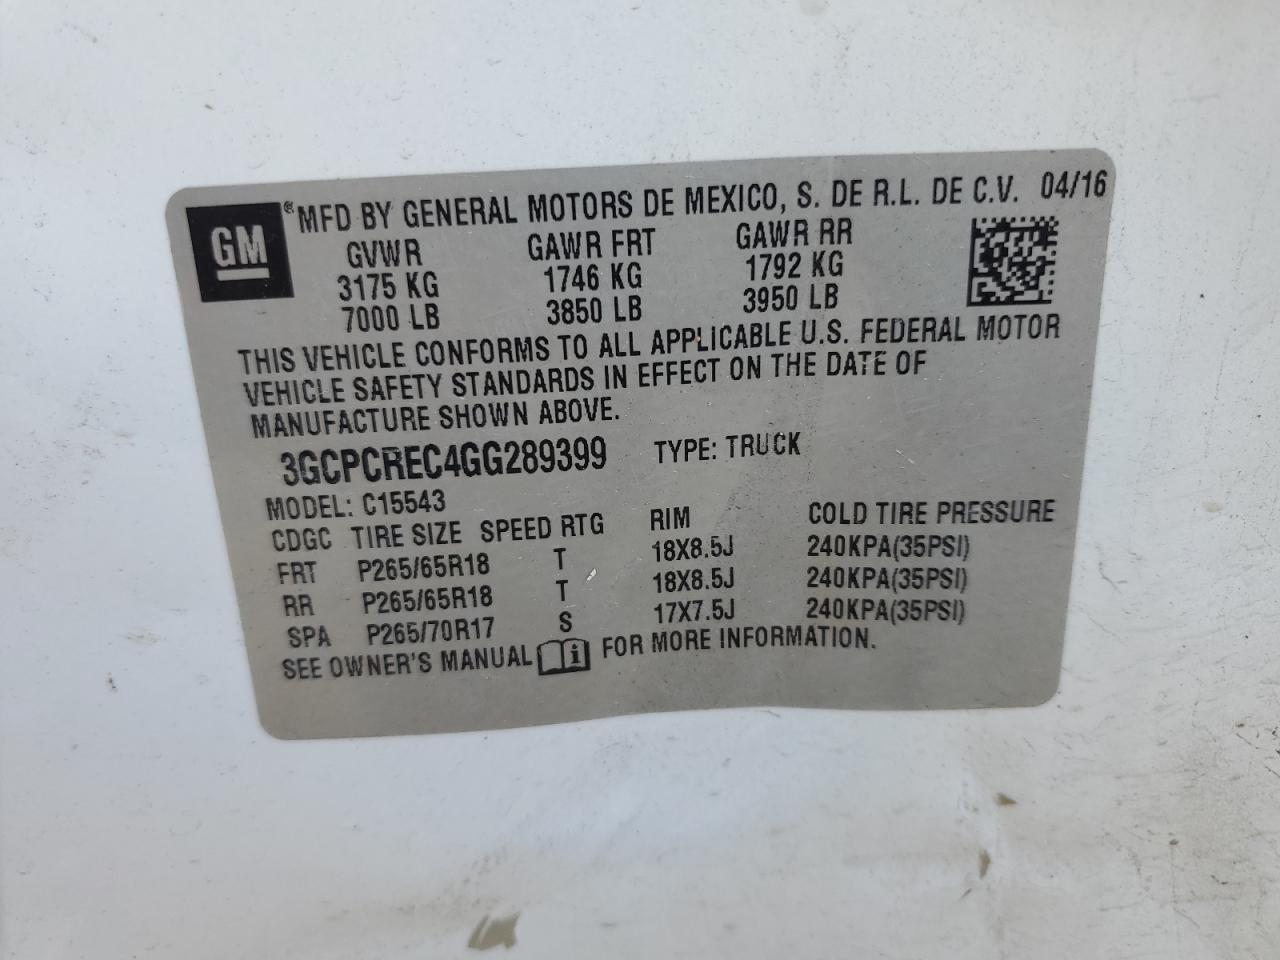 GM ® MFD BY GENERAL MOTORS DE MEXICO, S. DE R.L. DE C.V. 04/16
GVWR GAWR FRT GAWR RR
3175 KG 1746 KG 1792 KG
7000 LB 3850 LB 3950 LB
THIS VEHICLE CONFORMS TO ALL APPLICABLE U.S. FEDERAL MOTOR
VEHICLE SAFETY STANDARDS IN EFFECT ON THE DATE OF
MANUFACTURE SHOWN ABOVE.
3GCPCREC4GG289399 TYPE: TRUCK
MODEL: C15543
CDGC TIRE SIZE SPEED RTG RIM COLD TIRE PRESSURE
FRT P265/65R18 T 18X8.5J 240KPA(35PSI)
RR P265/65R18 T 18X8.5J 240KPA(35PSI)
SPA P265/70R17 S 17X7.5J 240KPA(35PSI)
SEE OWNER'S MANUAL i FOR MORE INFORMATION.